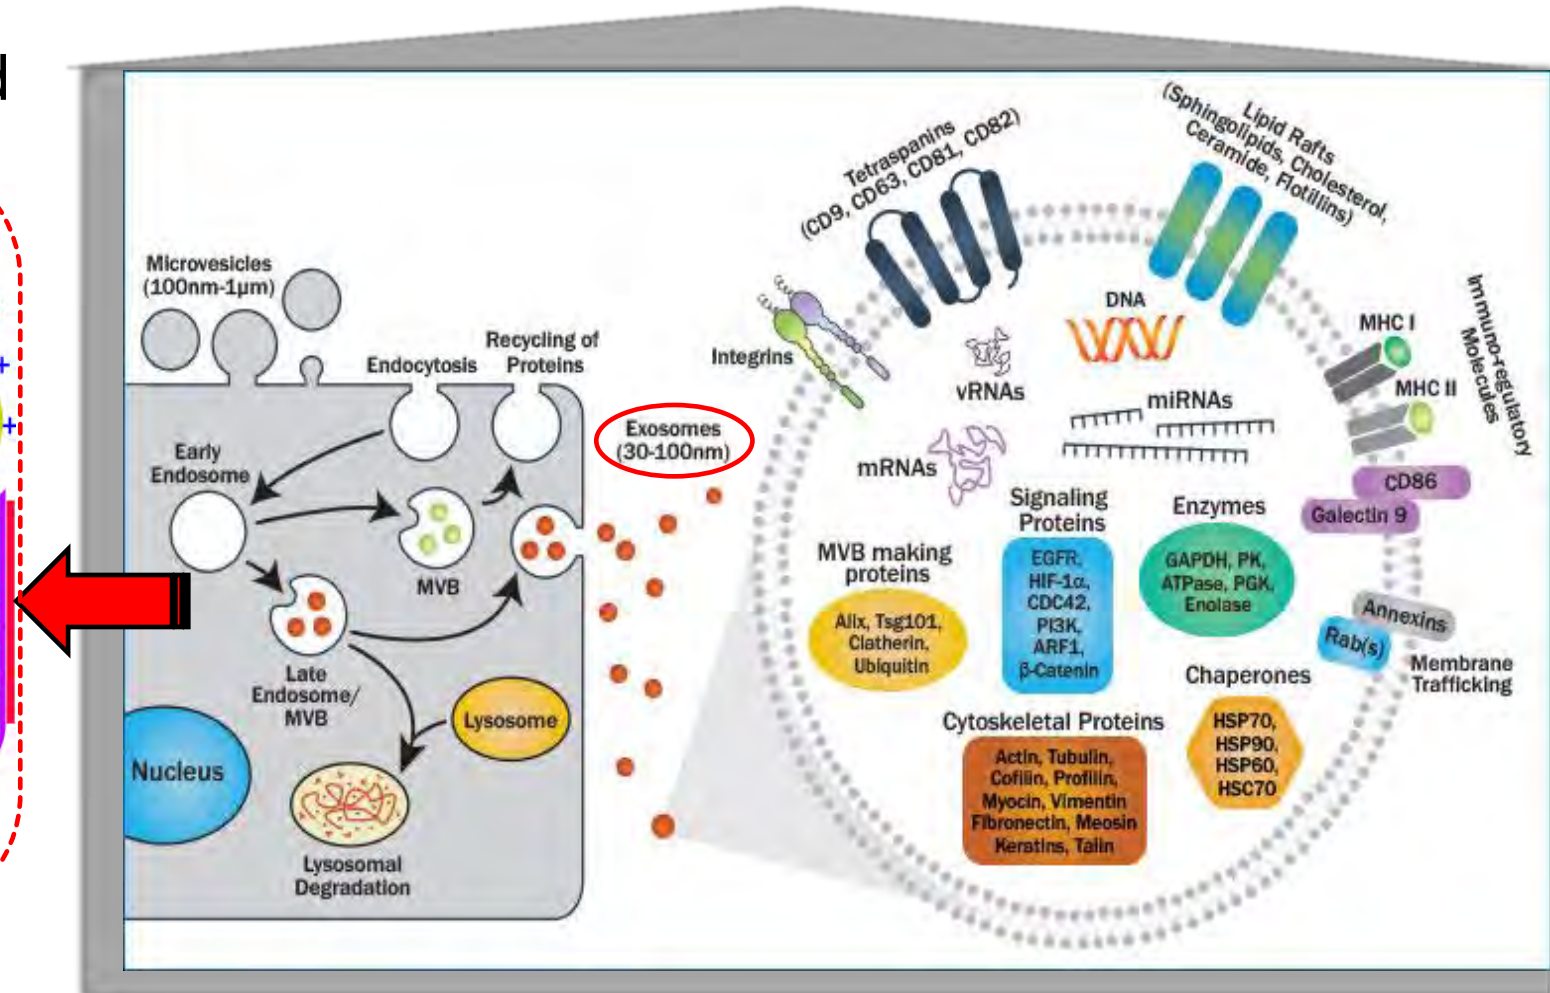 Microvesicles
(100nm-1µm)
Endocytosis
Recycling of
Proteins
Early
Endosome
MVB
Late
Endosome/
MVB
Nucleus
Lysosome
Lysosomal
Degradation
Exosomes
(30-100nm)
Tetraspanins
(CD9, CD63, CD81, CD82)
Lipid Rafts
(Sphingolipids, Cholesterol,
Ceramide, Flotillins)
Integrins
vRNAs
DNA
miRNAs
mRNAs
MHC I
MHC II
Immuno-regulatory
Molecules
CD86
Galectin 9
Annexins
Rab(s)
Membrane
Trafficking
MVB making
proteins
Alix, Tsg101,
Clatherin,
Ubiquitin
Signaling
Proteins
EGFR,
HIF-1α,
CDC42,
PI3K,
ARF1,
β-Catenin
Enzymes
GAPDH, PK,
ATPase, PGK,
Enolase
Chaperones
HSP70,
HSP90,
HSP60,
HSC70
Cytoskeletal Proteins
Actin, Tubulin,
Cofilin, Profilin,
Myocin, Vimentin
Fibronectin, Meosin
Keratins, Talin
+
+